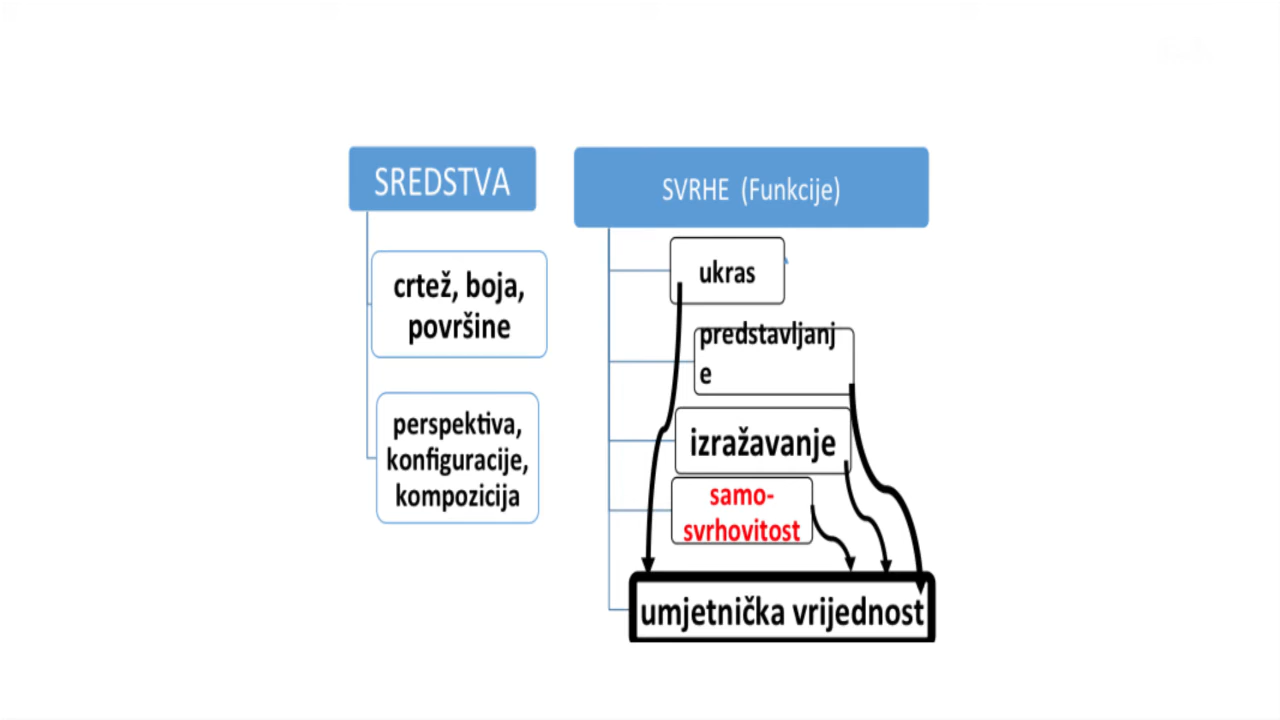 SREDSTVA
crtež, boja,
površine
perspektiva,
konfiguracije,
kompozicija
SVRHE (Funkcije)
ukras
predstavljanj
e
izražavanje
samo-
svrhovitost
umjetnička vrijednost